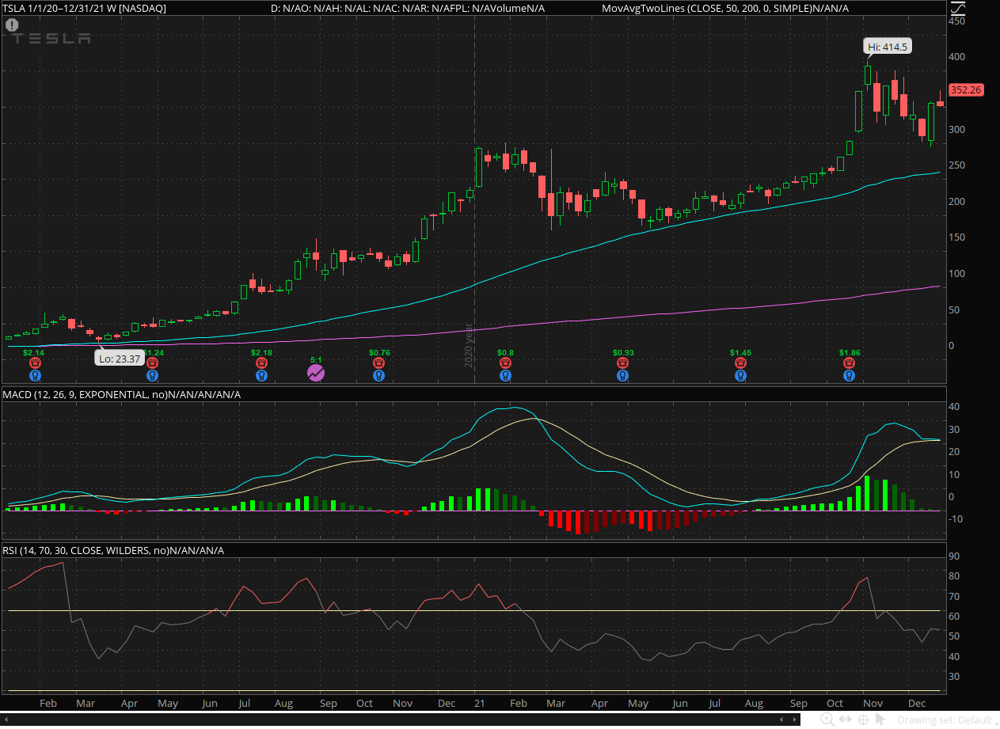 TSLA 1/1/20–12/31/21 W [NASDAQ] D: N/AO: N/AH: N/AL: N/AC: N/AR: N/AFPL: N/AVolumeN/A MovAvgTwoLines (CLOSE, 50, 200, 0, SIMPLE)N/AN/A
450
TESLA
Hi: 414.5
400
352.26
300
250
200
150
100
50
2020 year
0
$2.14 Lo: 23.37 $1.24 $2.18 5:1 $0.76 $0.8 $0.93 $1.45 $1.86
MACD (12, 26, 9, EXPONENTIAL, no)N/AN/AN/AN/A
40
30
20
10
0
-10
RSI (14, 70, 30, CLOSE, WILDERS, no)N/AN/AN/A
90
80
70
60
50
40
30
Feb Mar Apr May Jun Jul Aug Sep Oct Nov Dec 21 Feb Mar Apr May Jun Jul Aug Sep Oct Nov Dec
Drawing set: Default